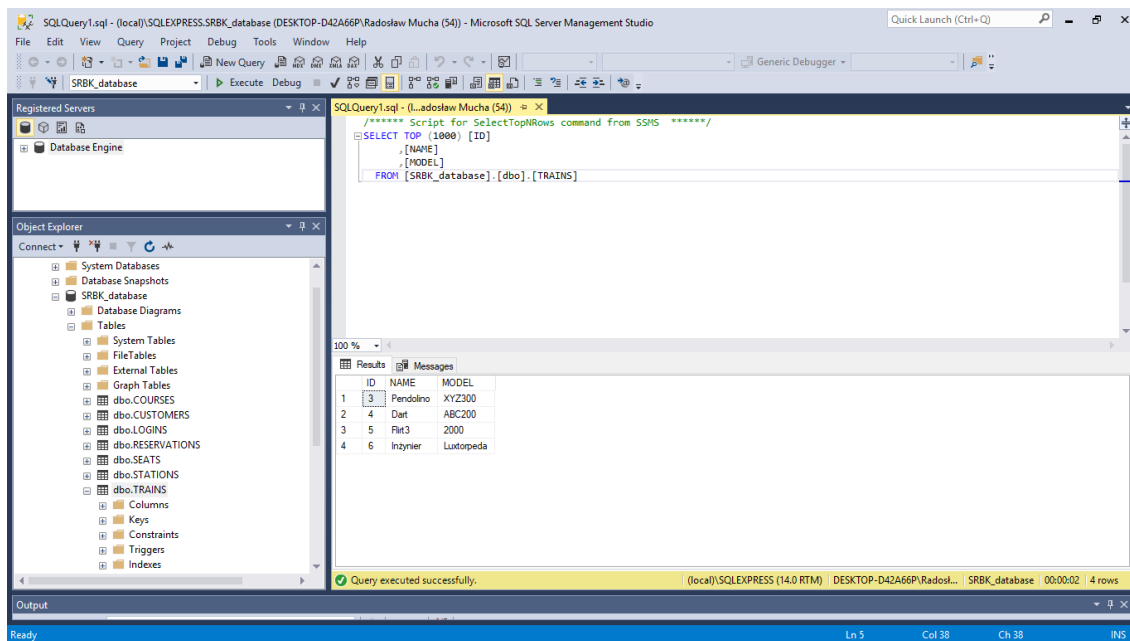 SQLQuery1.sql - (local)\SQLEXPRESS.SRBK_database (DESKTOP-D42A66P\Radosław Mucha (54)) - Microsoft SQL Server Management Studio
Quick Launch (Ctrl+Q)
File Edit View Query Project Debug Tools Window Help
New Query MDX DMX XMLA DAX Generic Debugger
SRBK_database Execute Debug
Registered Servers
Database Engine
Object Explorer
Connect
System Databases
Database Snapshots
SRBK_database
Database Diagrams
Tables
System Tables
FileTables
External Tables
Graph Tables
dbo.COURSES
dbo.CUSTOMERS
dbo.LOGINS
dbo.RESERVATIONS
dbo.SEATS
dbo.STATIONS
dbo.TRAINS
Columns
Keys
Constraints
Triggers
Indexes
SQLQuery1.sql - (l...adosław Mucha (54))
/****** Script for SelectTopNRows command from SSMS ******/
SELECT TOP (1000) [ID]
,[NAME]
,[MODEL]
FROM [SRBK_database].[dbo].[TRAINS]
100 %
Results Messages
ID NAME MODEL
1 3 Pendolino XYZ300
2 4 Dart ABC200
3 5 Flirt3 2000
4 6 Inżynier Luxtorpeda
Query executed successfully. (local)\SQLEXPRESS (14.0 RTM) DESKTOP-D42A66P\Radosł... SRBK_database 00:00:02 4 rows
Output
Ready Ln 5 Col 38 Ch 38 INS